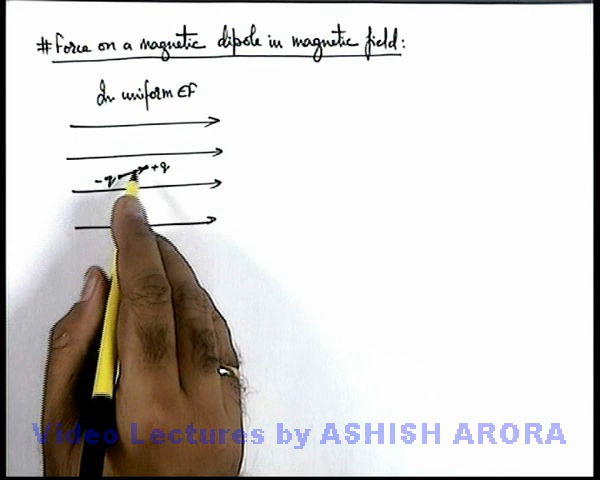 # Force on a magnetic dipole in magnetic field:
In uniform EF
-q +q
Video Lectures by ASHISH ARORA